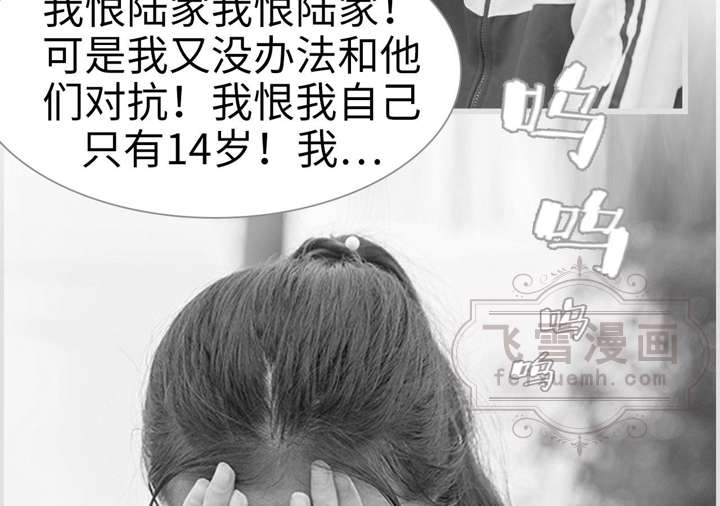 我恨陆家我恨陆家！
可是我又没办法和他
们对抗！我恨我自己
只有14岁！我…
呜
呜
呜
呜
飞雪漫画
feixuemh.com